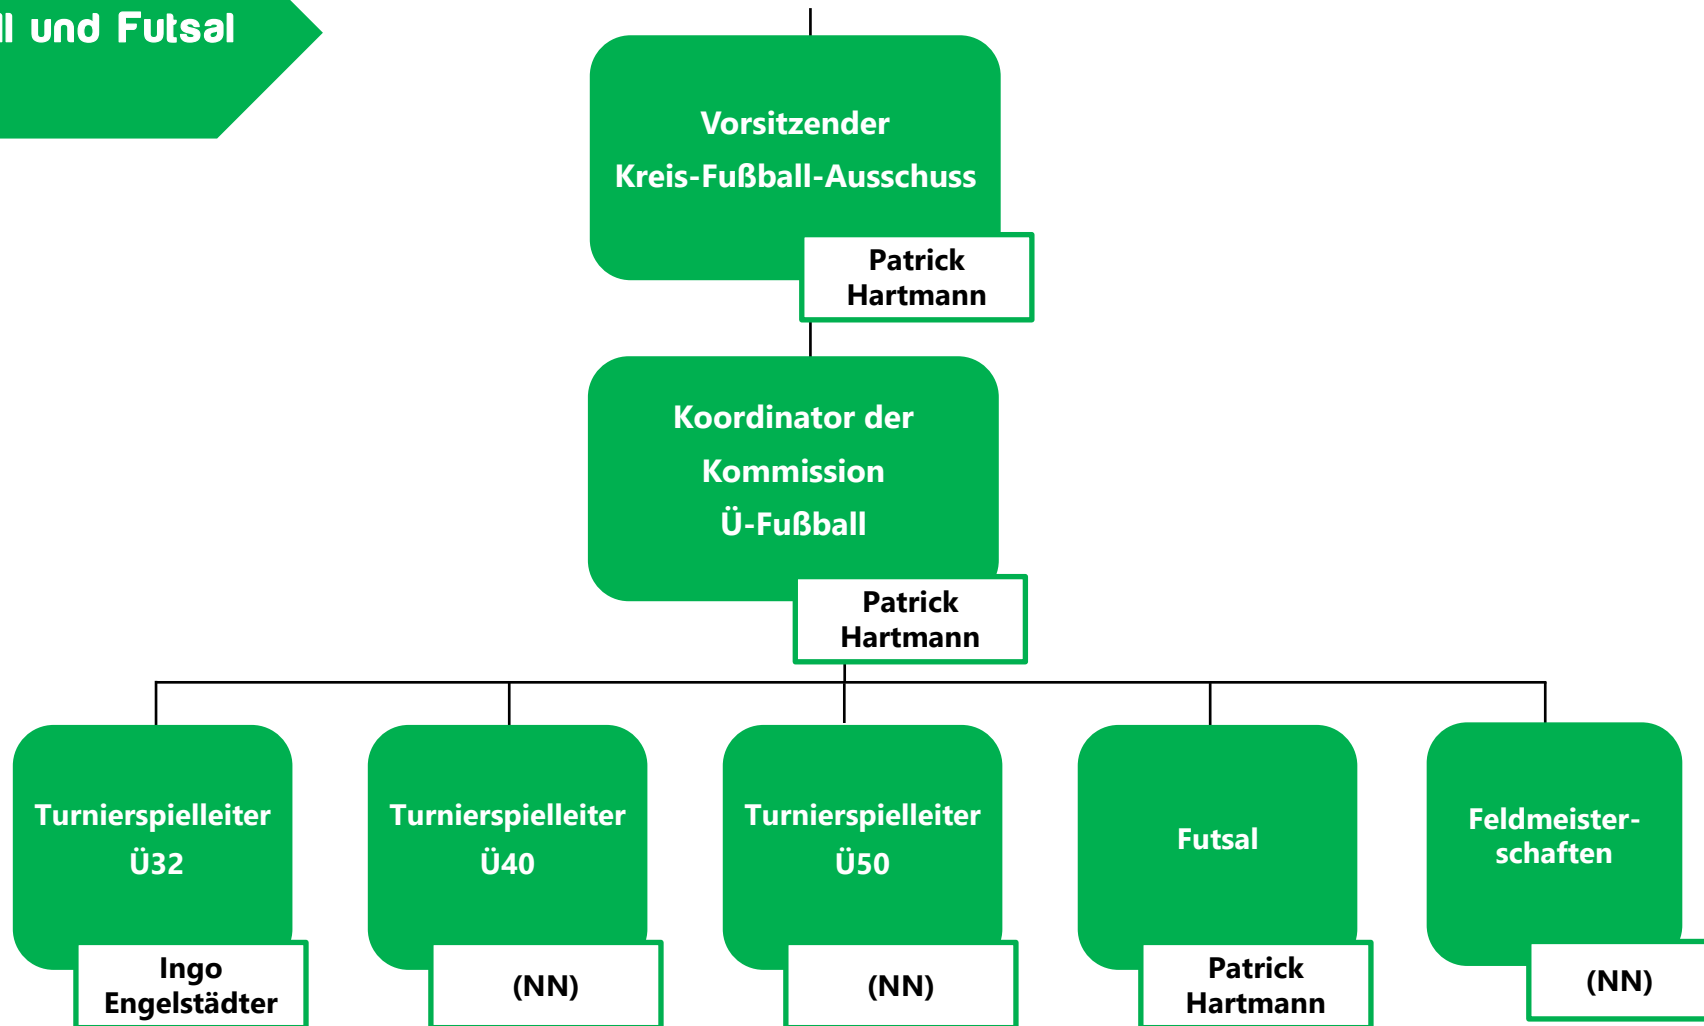 und Futsal
Vorsitzender
Kreis-Fußball-Ausschuss
Patrick
Hartmann
Koordinator der
Kommission
Ü-Fußball
Patrick
Hartmann
Turnierspielleiter
Ü32
Ingo
Engelstädter
Turnierspielleiter
Ü40
(NN)
Turnierspielleiter
Ü50
(NN)
Futsal
Patrick
Hartmann
Feldmeister-
schaften
(NN)